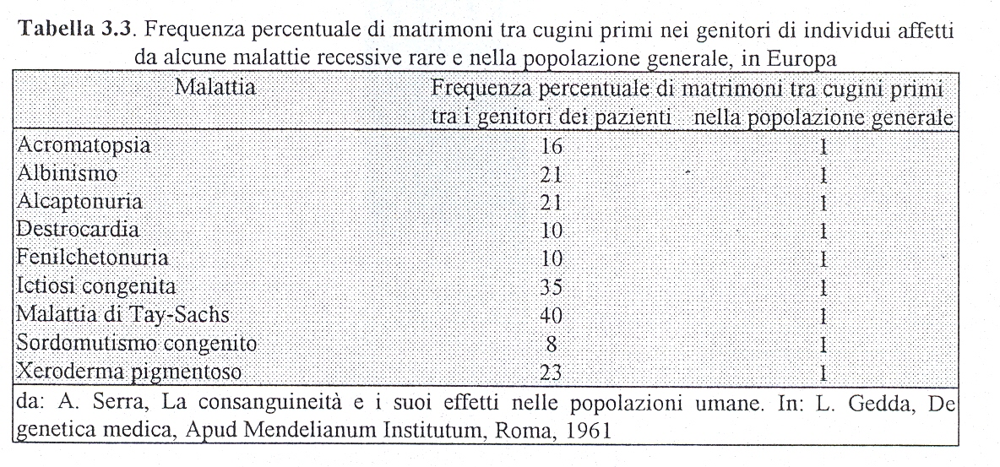 Tabella 3.3. Frequenza percentuale di matrimoni tra cugini primi nei genitori di individui affetti
da alcune malattie recessive rare e nella popolazione generale, in Europa
Malattia Frequenza percentuale di matrimoni tra cugini primi
tra i genitori dei pazienti nella popolazione generale
Acromatopsia 16 1
Albinismo 21 1
Alcaptonuria 21 1
Destrocardia 10 1
Fenilchetonuria 10 1
Ictiosi congenita 35 1
Malattia di Tay-Sachs 40 1
Sordomutismo congenito 8 1
Xeroderma pigmentoso 23 1
da: A. Serra, La consanguineità e i suoi effetti nelle popolazioni umane. In: L. Gedda, De
genetica medica, Apud Mendelianum Institutum, Roma, 1961